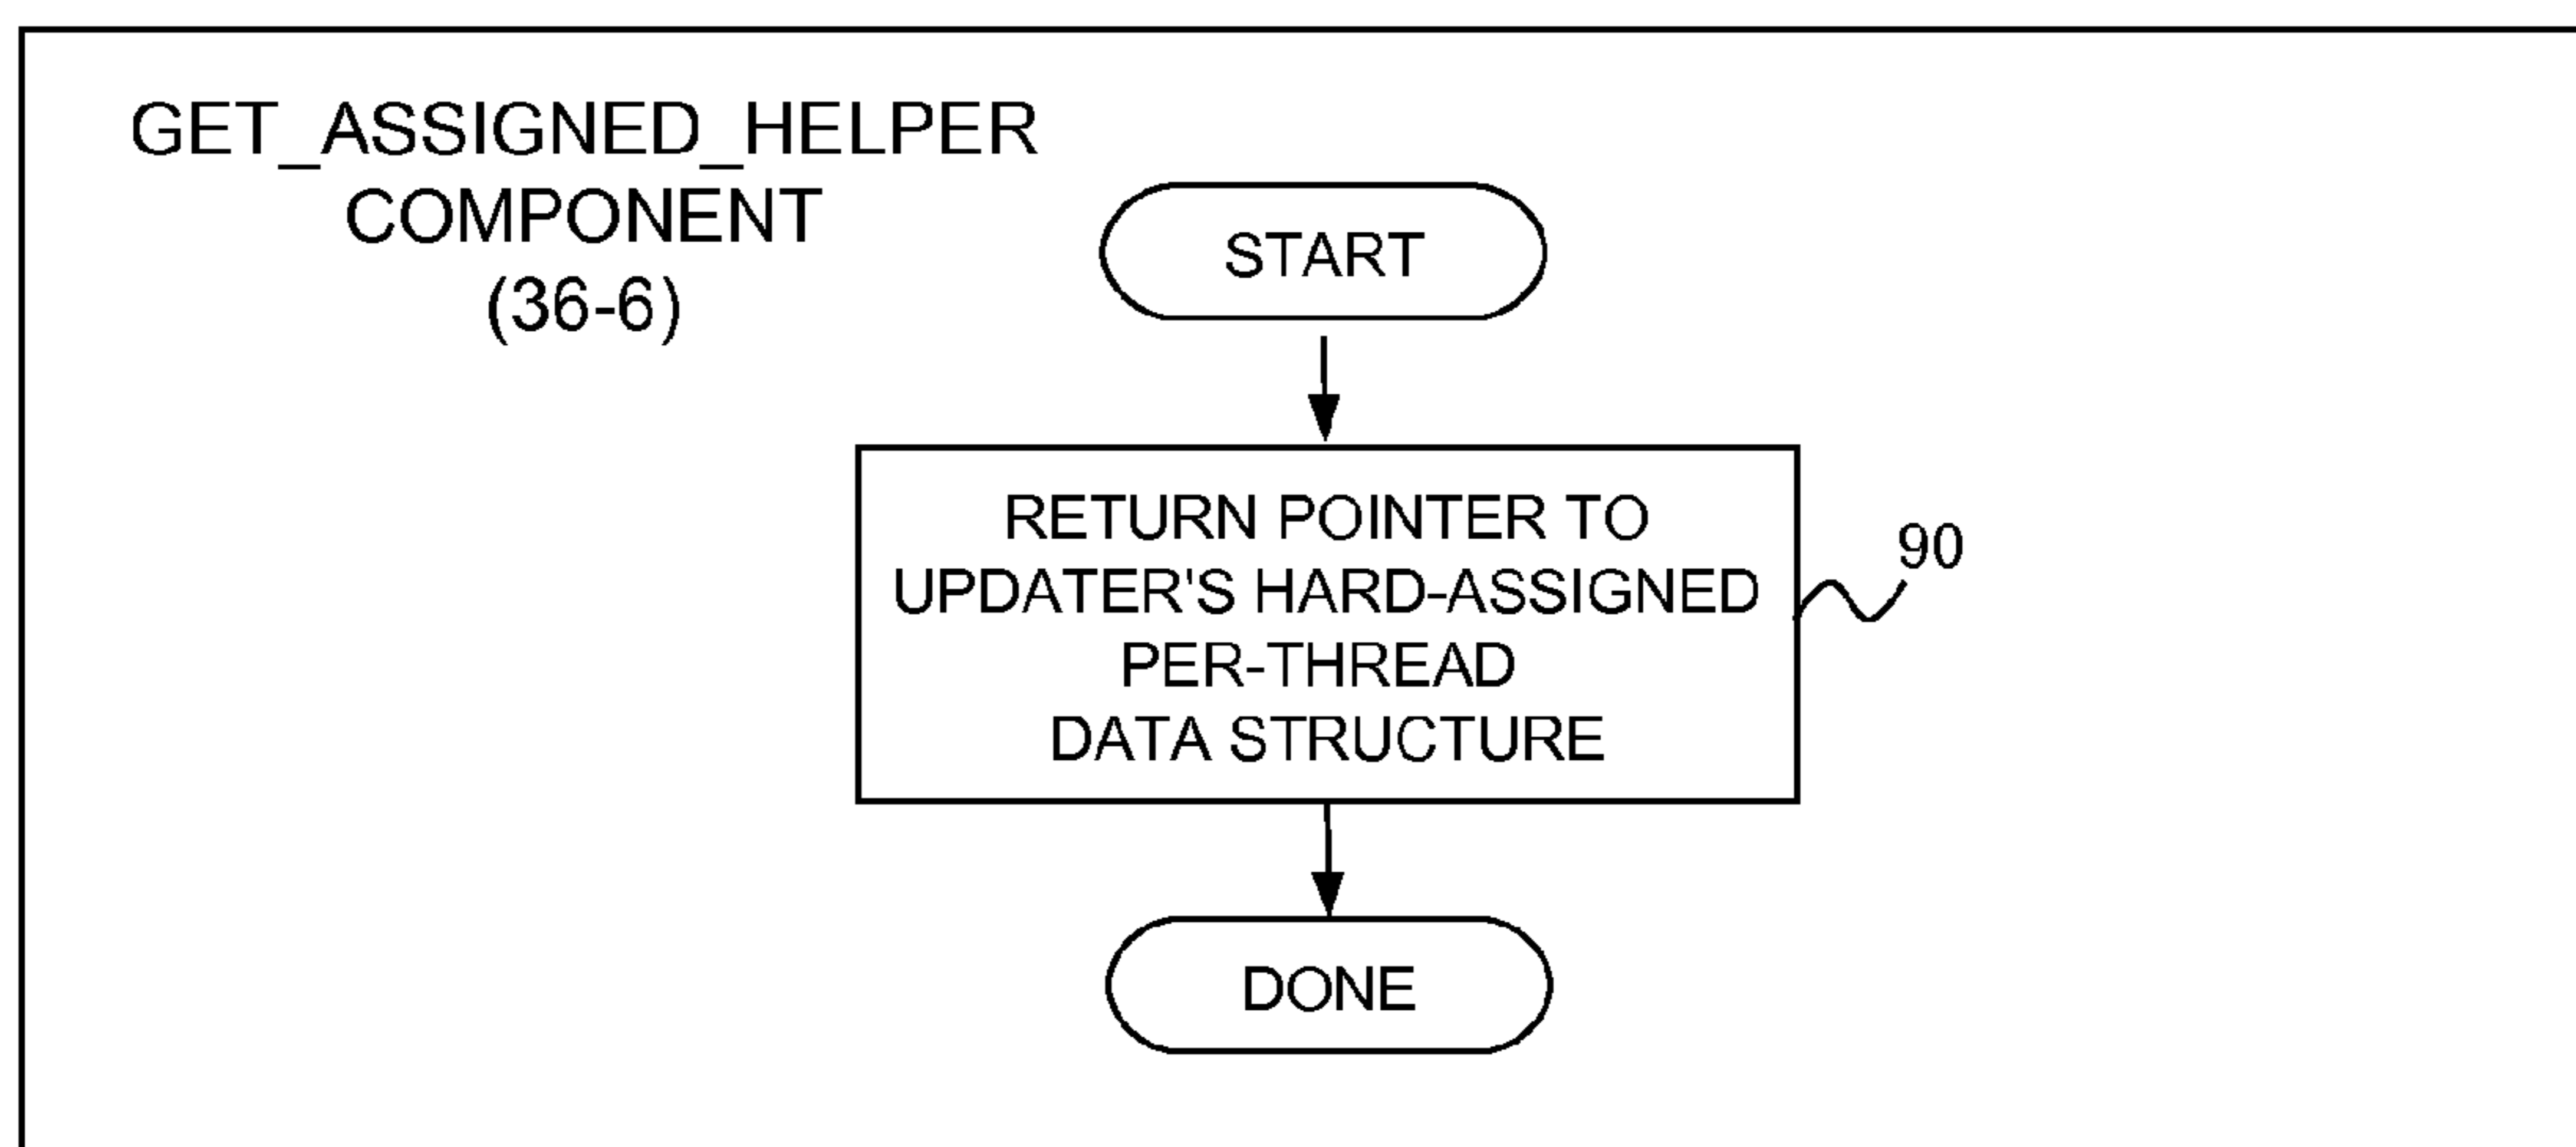 GET_ASSIGNED_HELPER
COMPONENT
(36-6)
START
RETURN POINTER TO
UPDATER'S HARD-ASSIGNED
PER-THREAD
DATA STRUCTURE
90
DONE